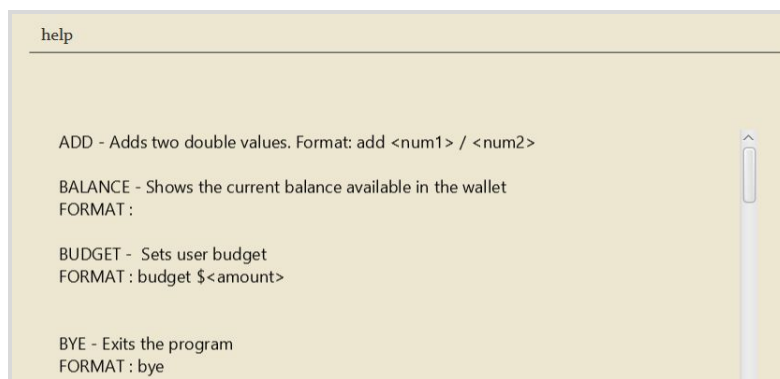 help
ADD - Adds two double values. Format: add <num1> / <num2>
BALANCE - Shows the current balance available in the wallet
FORMAT :
BUDGET -  Sets user budget
FORMAT : budget $<amount>
BYE - Exits the program
FORMAT : bye